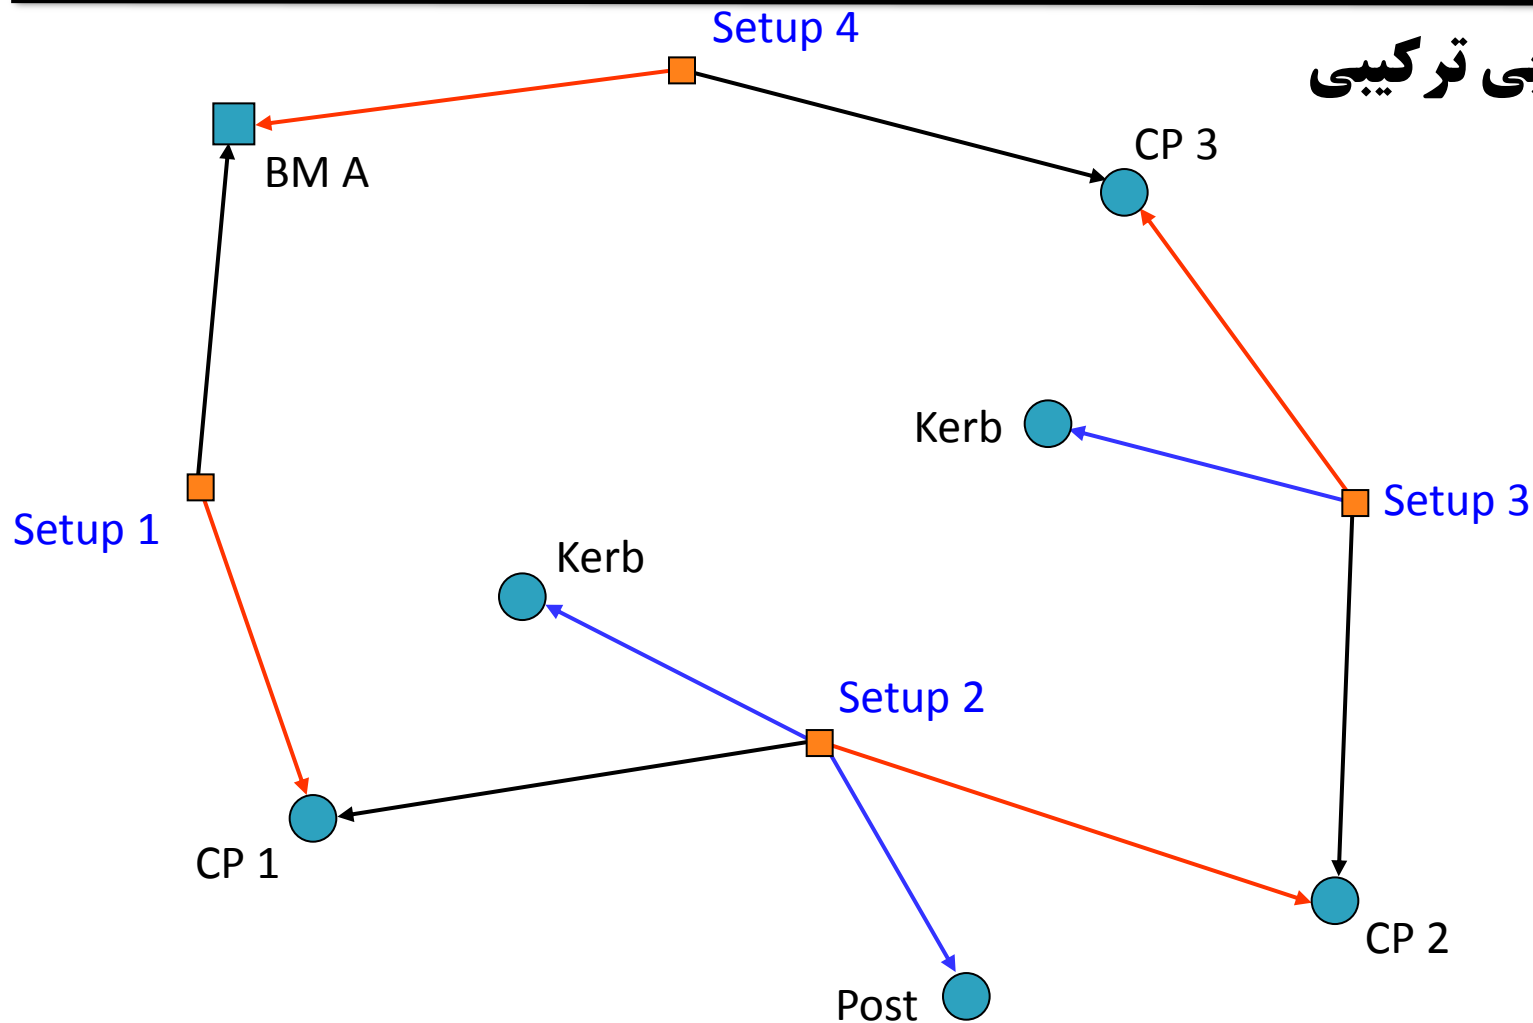 Setup 4
ترکیبی
BM A
CP 3
Kerb
Setup 3
Setup 1
Kerb
Setup 2
CP 1
CP 2
Post